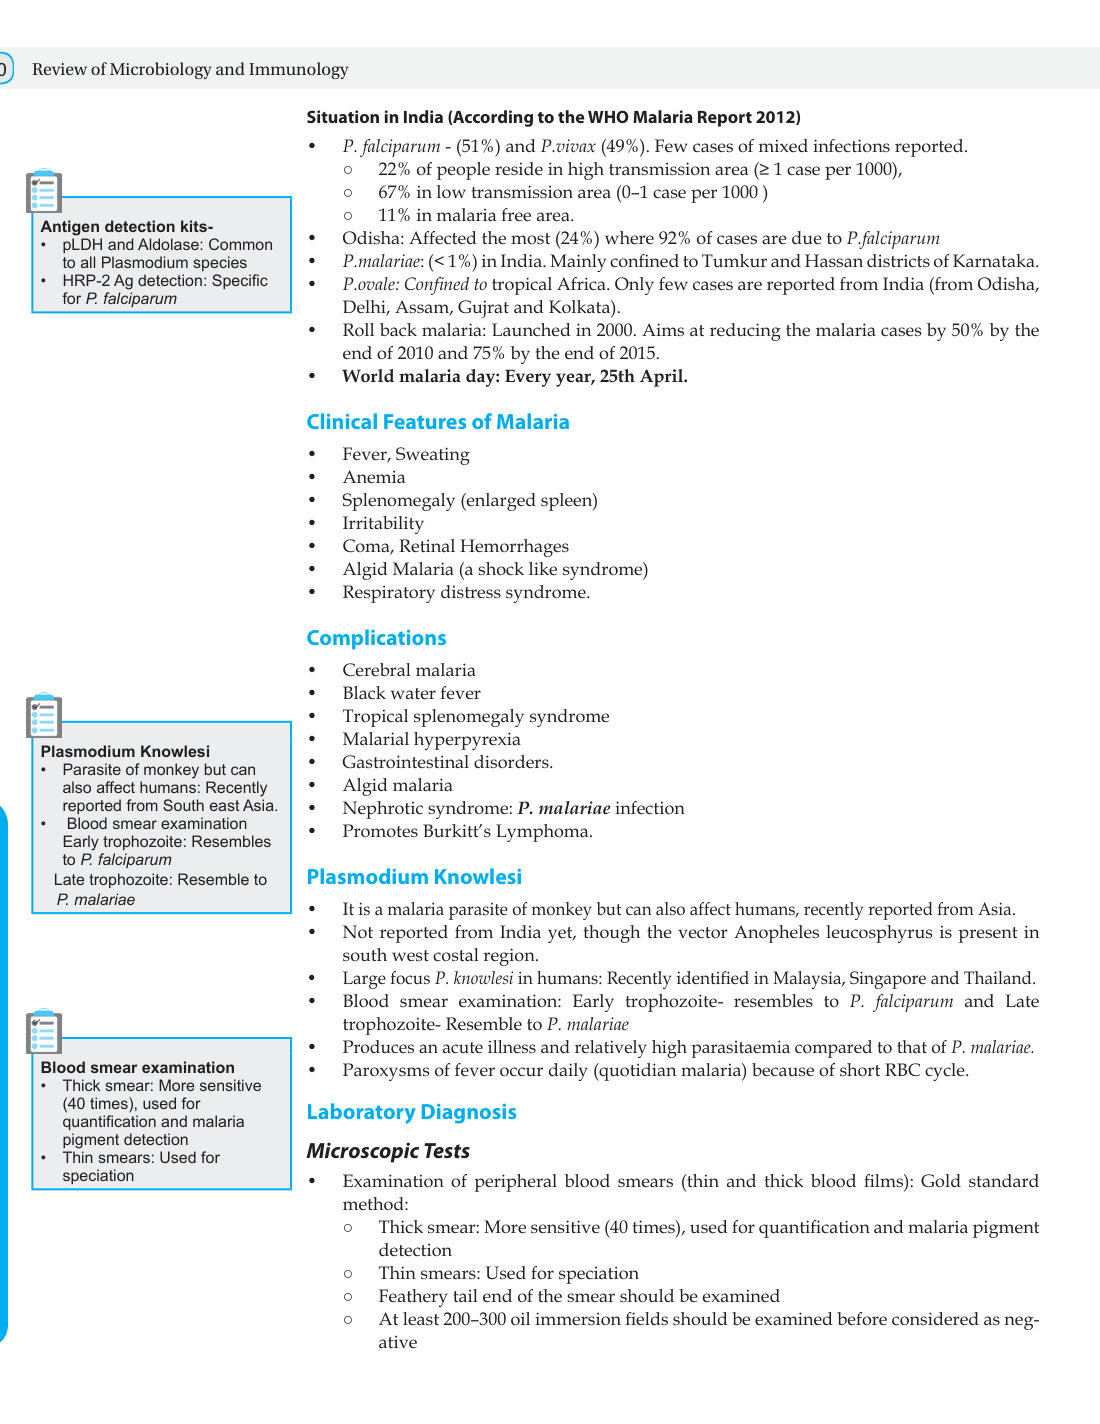 0 Review of Microbiology and Immunology
Situation in India (According to the WHO Malaria Report 2012)
• P. falciparum - (51%) and P.vivax (49%). Few cases of mixed infections reported.
○ 22% of people reside in high transmission area (≥ 1 case per 1000),
○ 67% in low transmission area (0–1 case per 1000 )
○ 11% in malaria free area.
• Odisha: Affected the most (24%) where 92% of cases are due to P.falciparum
• P.malariae: (< 1%) in India. Mainly confined to Tumkur and Hassan districts of Karnataka.
• P.ovale: Confined to tropical Africa. Only few cases are reported from India (from Odisha,
Delhi, Assam, Gujrat and Kolkata).
• Roll back malaria: Launched in 2000. Aims at reducing the malaria cases by 50% by the
end of 2010 and 75% by the end of 2015.
• World malaria day: Every year, 25th April.
Antigen detection kits-
• pLDH and Aldolase: Common
to all Plasmodium species
• HRP-2 Ag detection: Specific
for P. falciparum
Clinical Features of Malaria
• Fever, Sweating
• Anemia
• Splenomegaly (enlarged spleen)
• Irritability
• Coma, Retinal Hemorrhages
• Algid Malaria (a shock like syndrome)
• Respiratory distress syndrome.
Complications
• Cerebral malaria
• Black water fever
• Tropical splenomegaly syndrome
• Malarial hyperpyrexia
• Gastrointestinal disorders.
• Algid malaria
• Nephrotic syndrome: P. malariae infection
• Promotes Burkitt's Lymphoma.
Plasmodium Knowlesi
• Parasite of monkey but can
also affect humans: Recently
reported from South east Asia.
• Blood smear examination
Early trophozoite: Resembles
to P. falciparum
Late trophozoite: Resemble to
P. malariae
Plasmodium Knowlesi
• It is a malaria parasite of monkey but can also affect humans, recently reported from Asia.
• Not reported from India yet, though the vector Anopheles leucosphyrus is present in
south west costal region.
• Large focus P. knowlesi in humans: Recently identified in Malaysia, Singapore and Thailand.
• Blood smear examination: Early trophozoite- resembles to P. falciparum and Late
trophozoite- Resemble to P. malariae
• Produces an acute illness and relatively high parasitaemia compared to that of P. malariae.
• Paroxysms of fever occur daily (quotidian malaria) because of short RBC cycle.
Blood smear examination
• Thick smear: More sensitive
(40 times), used for
quantification and malaria
pigment detection
• Thin smears: Used for
speciation
Laboratory Diagnosis
Microscopic Tests
• Examination of peripheral blood smears (thin and thick blood films): Gold standard
method:
○ Thick smear: More sensitive (40 times), used for quantification and malaria pigment
detection
○ Thin smears: Used for speciation
○ Feathery tail end of the smear should be examined
○ At least 200–300 oil immersion fields should be examined before considered as neg-
ative